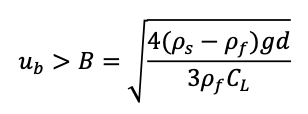 u_b > B = √(4(ρ_s − ρ_f)gd / 3ρ_f C_L)